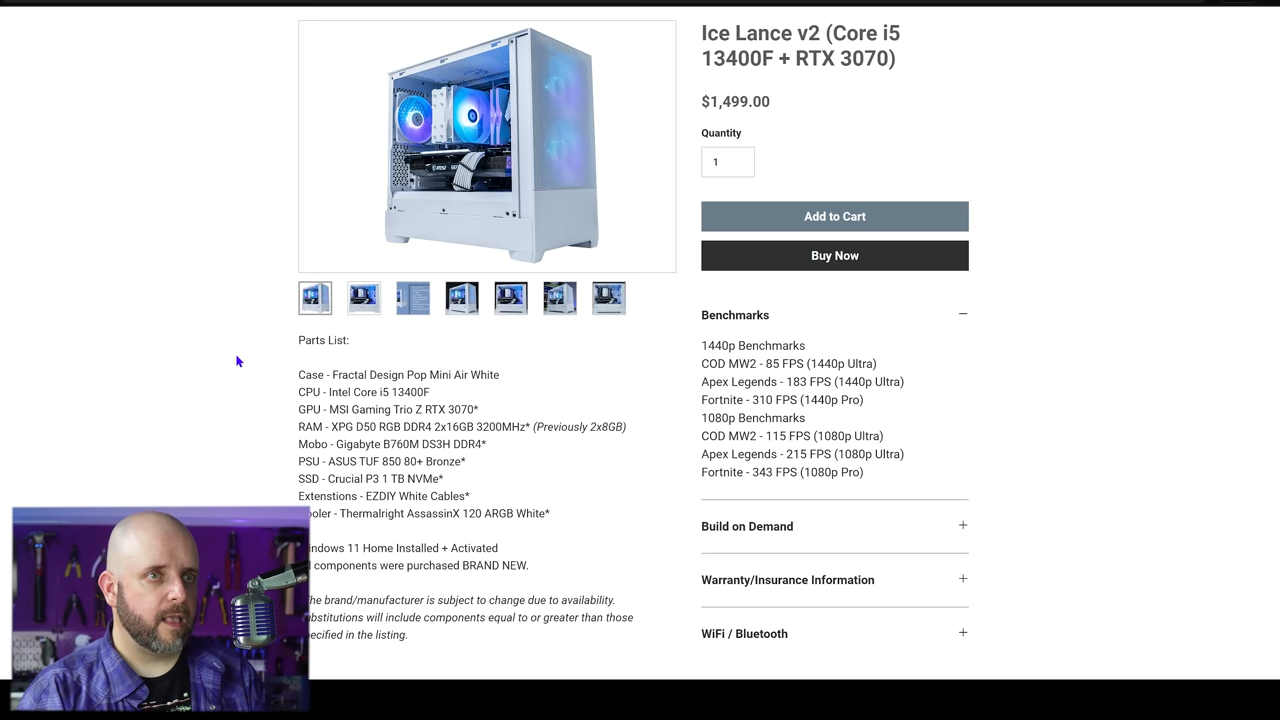 Ice Lance v2 (Core i5
13400F + RTX 3070)
$1,499.00
Quantity
1
Add to Cart
Buy Now
Benchmarks
1440p Benchmarks
COD MW2 - 85 FPS (1440p Ultra)
Apex Legends - 183 FPS (1440p Ultra)
Fortnite - 310 FPS (1440p Pro)
1080p Benchmarks
COD MW2 - 115 FPS (1080p Ultra)
Apex Legends - 215 FPS (1080p Ultra)
Fortnite - 343 FPS (1080p Pro)
Build on Demand
Warranty/Insurance Information
WiFi / Bluetooth
Parts List:
Case - Fractal Design Pop Mini Air White
CPU - Intel Core i5 13400F
GPU - MSI Gaming Trio Z RTX 3070*
RAM - XPG D50 RGB DDR4 2x16GB 3200MHz* (Previously 2x8GB)
Mobo - Gigabyte B760M DS3H DDR4*
PSU - ASUS TUF 850 80+ Bronze*
SSD - Crucial P3 1 TB NVMe*
Extenstions - EZDIY White Cables*
ooler - Thermalright AssassinX 120 ARGB White*
indows 11 Home Installed + Activated
components were purchased BRAND NEW.
he brand/manufacturer is subject to change due to availability.
ubstitutions will include components equal to or greater than those
pecified in the listing.